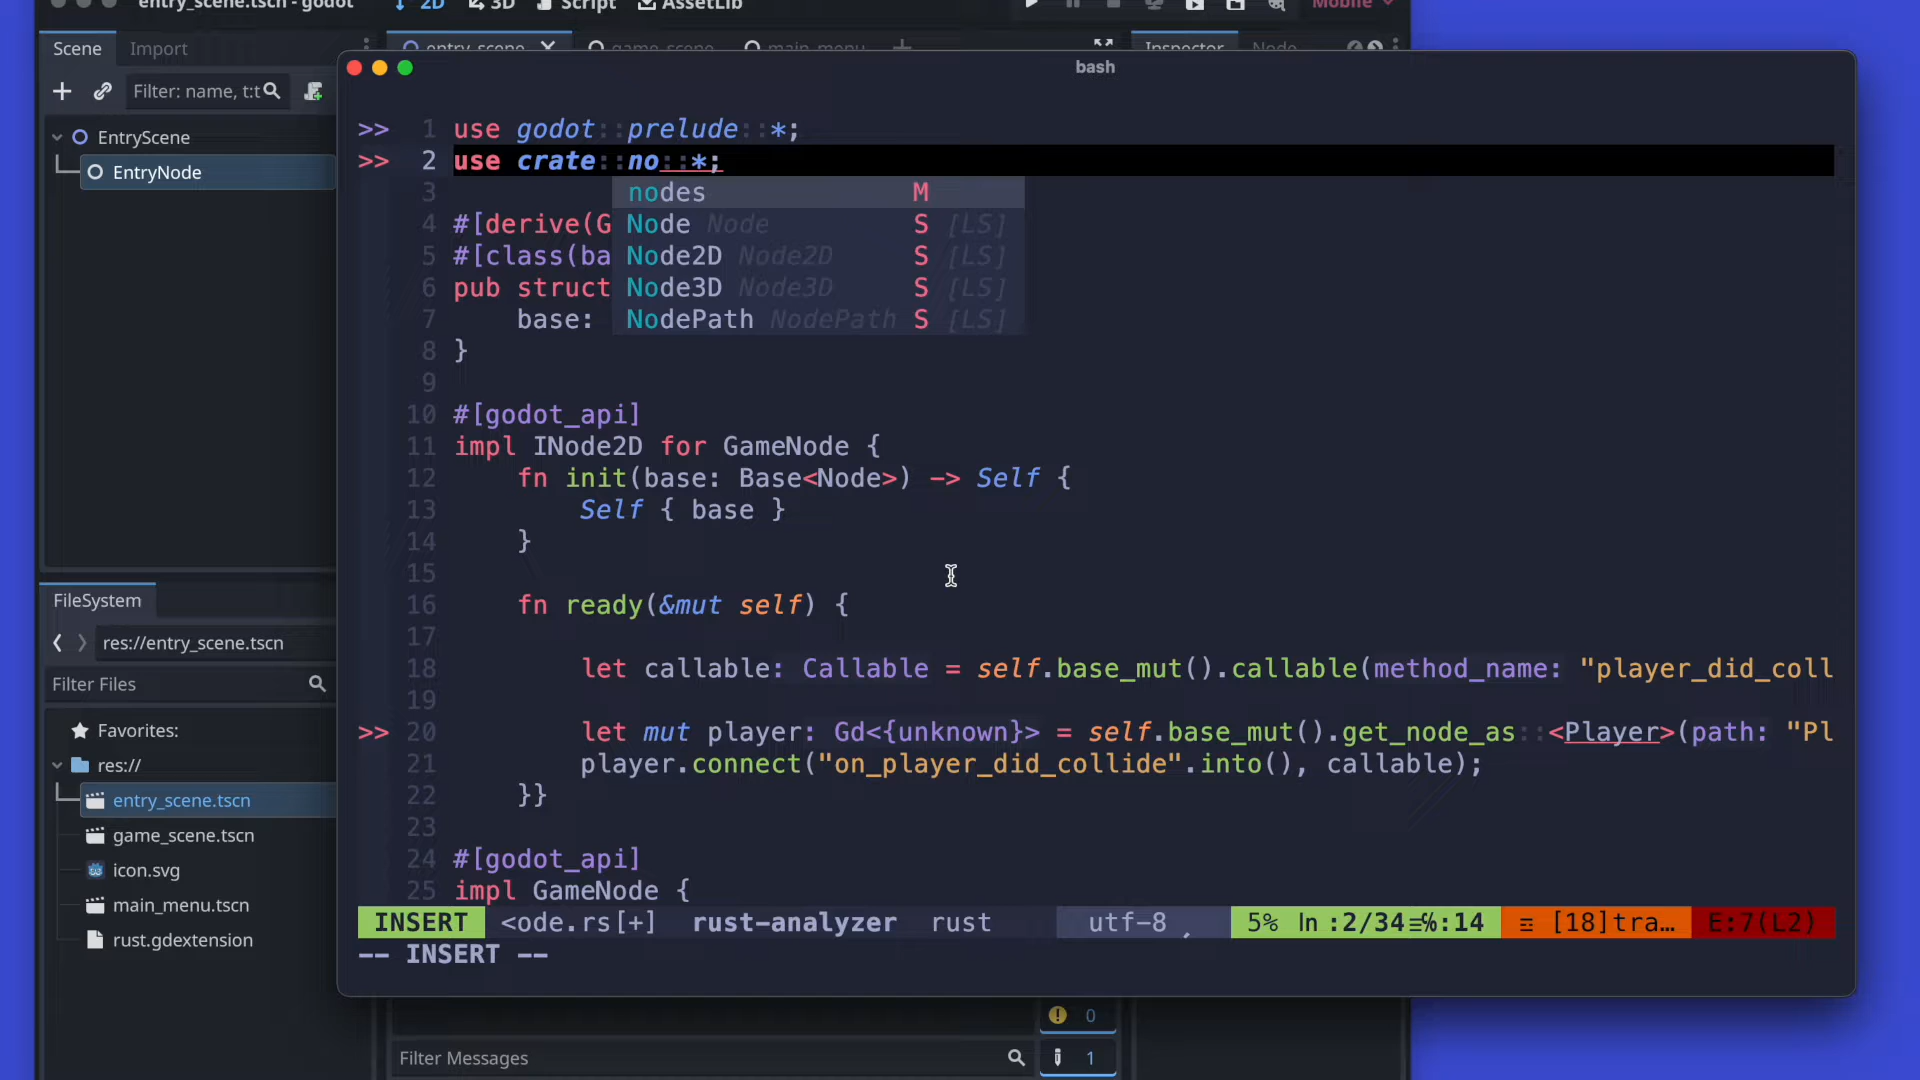 entry_scene.tscn - godot
2D
3D
Script
AssetLib
Mobile
Scene
Import
entry_scene
game_scene
main_menu
Inspector
Node
Filter: name, t:t
EntryScene
EntryNode
bash
>> 1 use godot::prelude::*;
>> 2 use crate::no::*;
3
nodes M
4 #[derive(G
Node Node S [LS]
5 #[class(ba
Node2D Node2D S [LS]
6 pub struct
Node3D Node3D S [LS]
7 base:
NodePath NodePath S [LS]
8 }
9
10 #[godot_api]
11 impl INode2D for GameNode {
12 fn init(base: Base<Node>) -> Self {
13 Self { base }
14 }
15
16 fn ready(&mut self) {
17
18 let callable: Callable = self.base_mut().callable(method_name: "player_did_coll
19
>> 20 let mut player: Gd<{unknown}> = self.base_mut().get_node_as::<Player>(path: "Pl
21 player.connect("on_player_did_collide".into(), callable);
22 }}
23
24 #[godot_api]
25 impl GameNode {
INSERT <ode.rs[+] rust-analyzer rust utf-8 5% ln :2/34≡℅:14 ☲ [18]tra… E:7(L2)
-- INSERT --
FileSystem
res://entry_scene.tscn
Filter Files
Favorites:
res://
entry_scene.tscn
game_scene.tscn
icon.svg
main_menu.tscn
rust.gdextension
0
Filter Messages
1